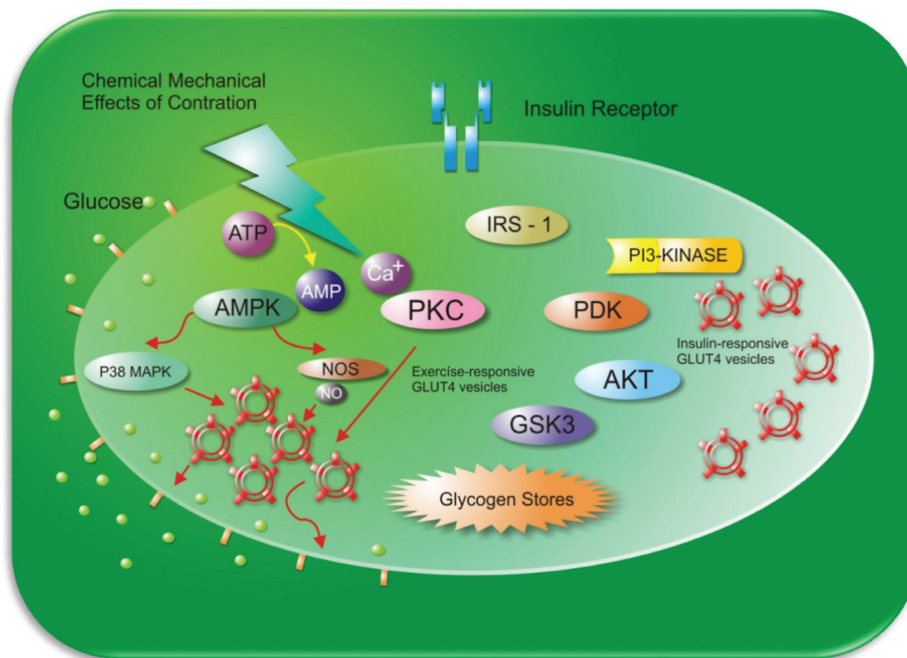 Chemical Mechanical
Effects of Contration
Insulin Receptor
Glucose
ATP
IRS - 1
PI3-KINASE
Ca+
AMP
AMPK
PKC
PDK
Insulin-responsive
GLUT4 vesicles
P38 MAPK
NOS
NO
Exercise-responsive
GLUT4 vesicles
AKT
GSK3
Glycogen Stores